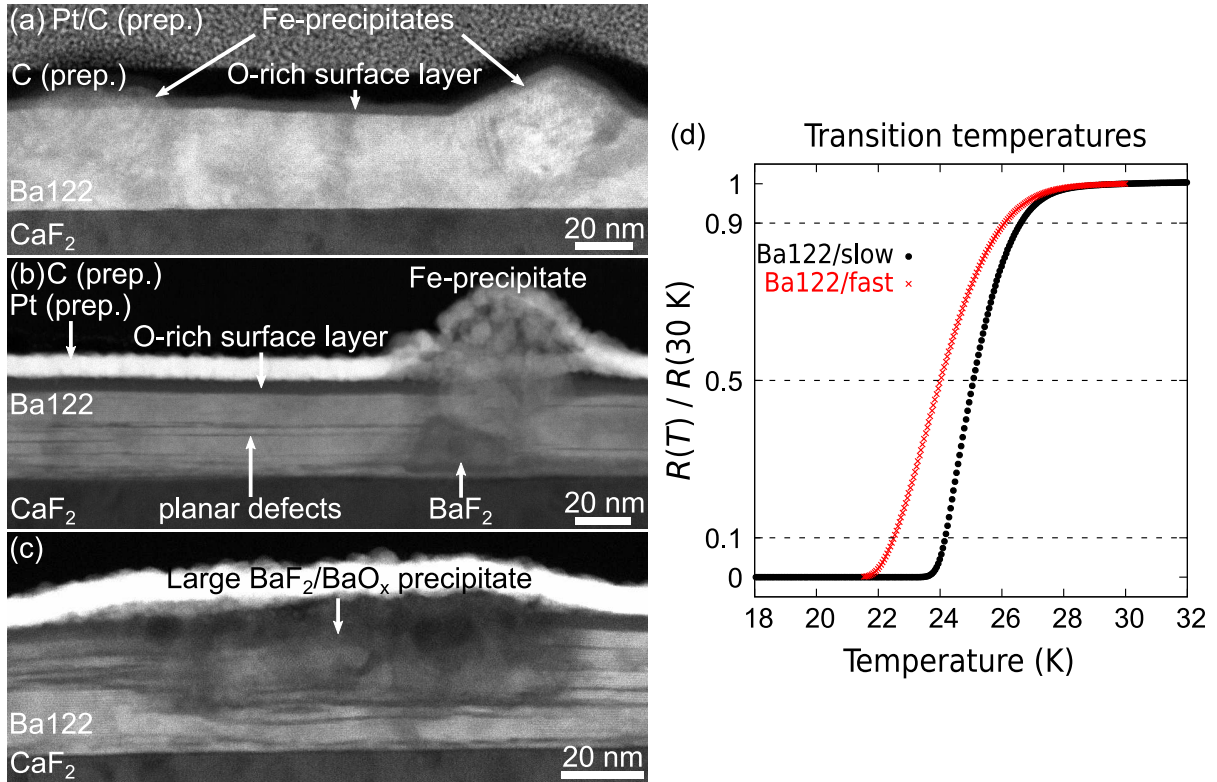 (a) Pt/C (prep.) Fe-precipitates
C (prep.) O-rich surface layer
Ba122
CaF₂ 20 nm
(b) C (prep.) Fe-precipitate
Pt (prep.)
O-rich surface layer
Ba122
CaF₂ planar defects BaF₂ 20 nm
(c)
Large BaF₂/BaOₓ precipitate
Ba122
CaF₂ 20 nm
(d) Transition temperatures
1
0.9
0.5
0.1
0
R(T) / R(30 K)
Ba122/slow
Ba122/fast
18 20 22 24 26 28 30 32
Temperature (K)